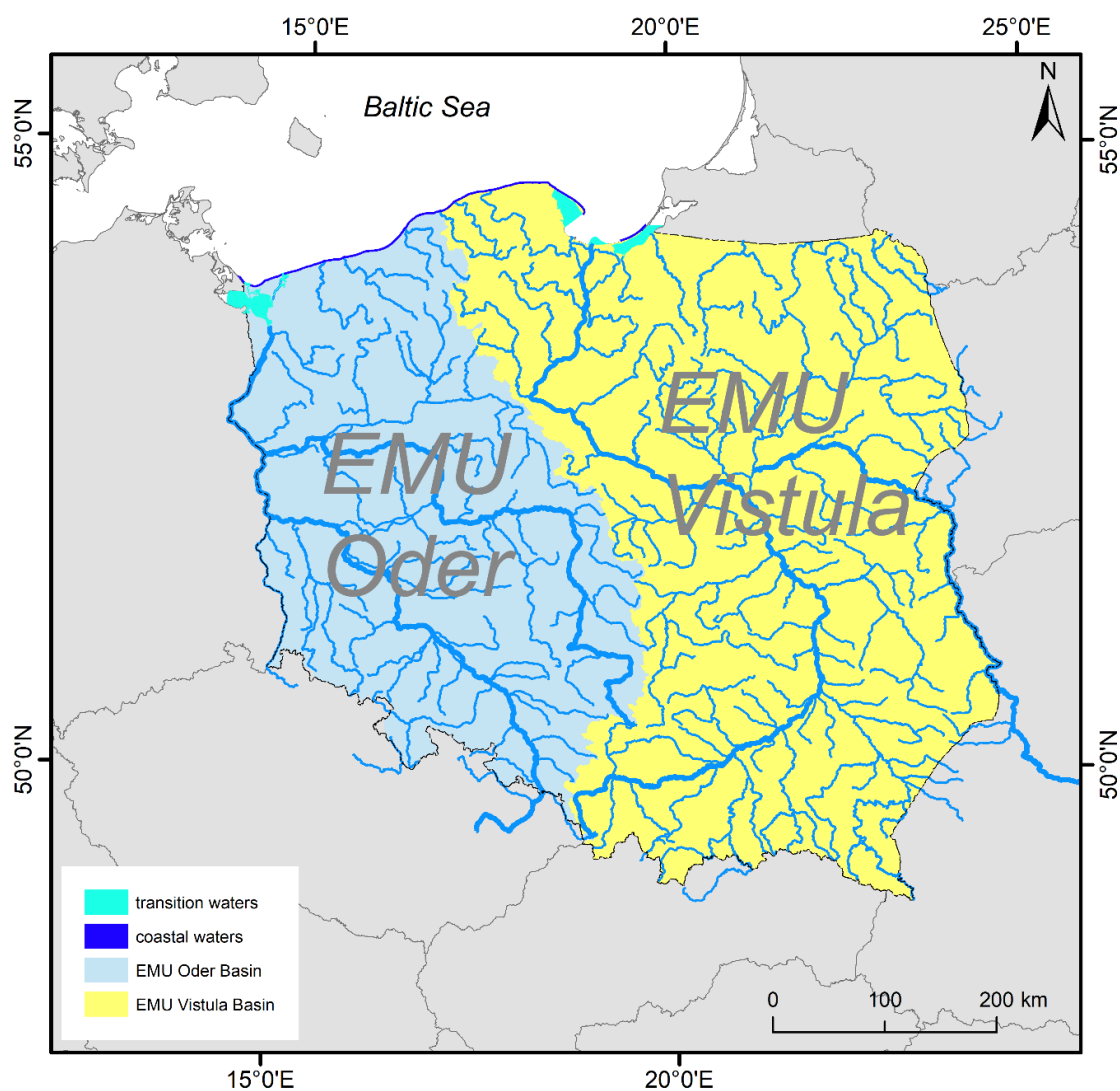 15°0'E 20°0'E 25°0'E
N
Baltic Sea
55°0'N 55°0'N
EMU
Vistula
EMU
Oder
50°0'N 50°0'N
transition waters
coastal waters
EMU Oder Basin
EMU Vistula Basin
0 100 200 km
15°0'E 20°0'E